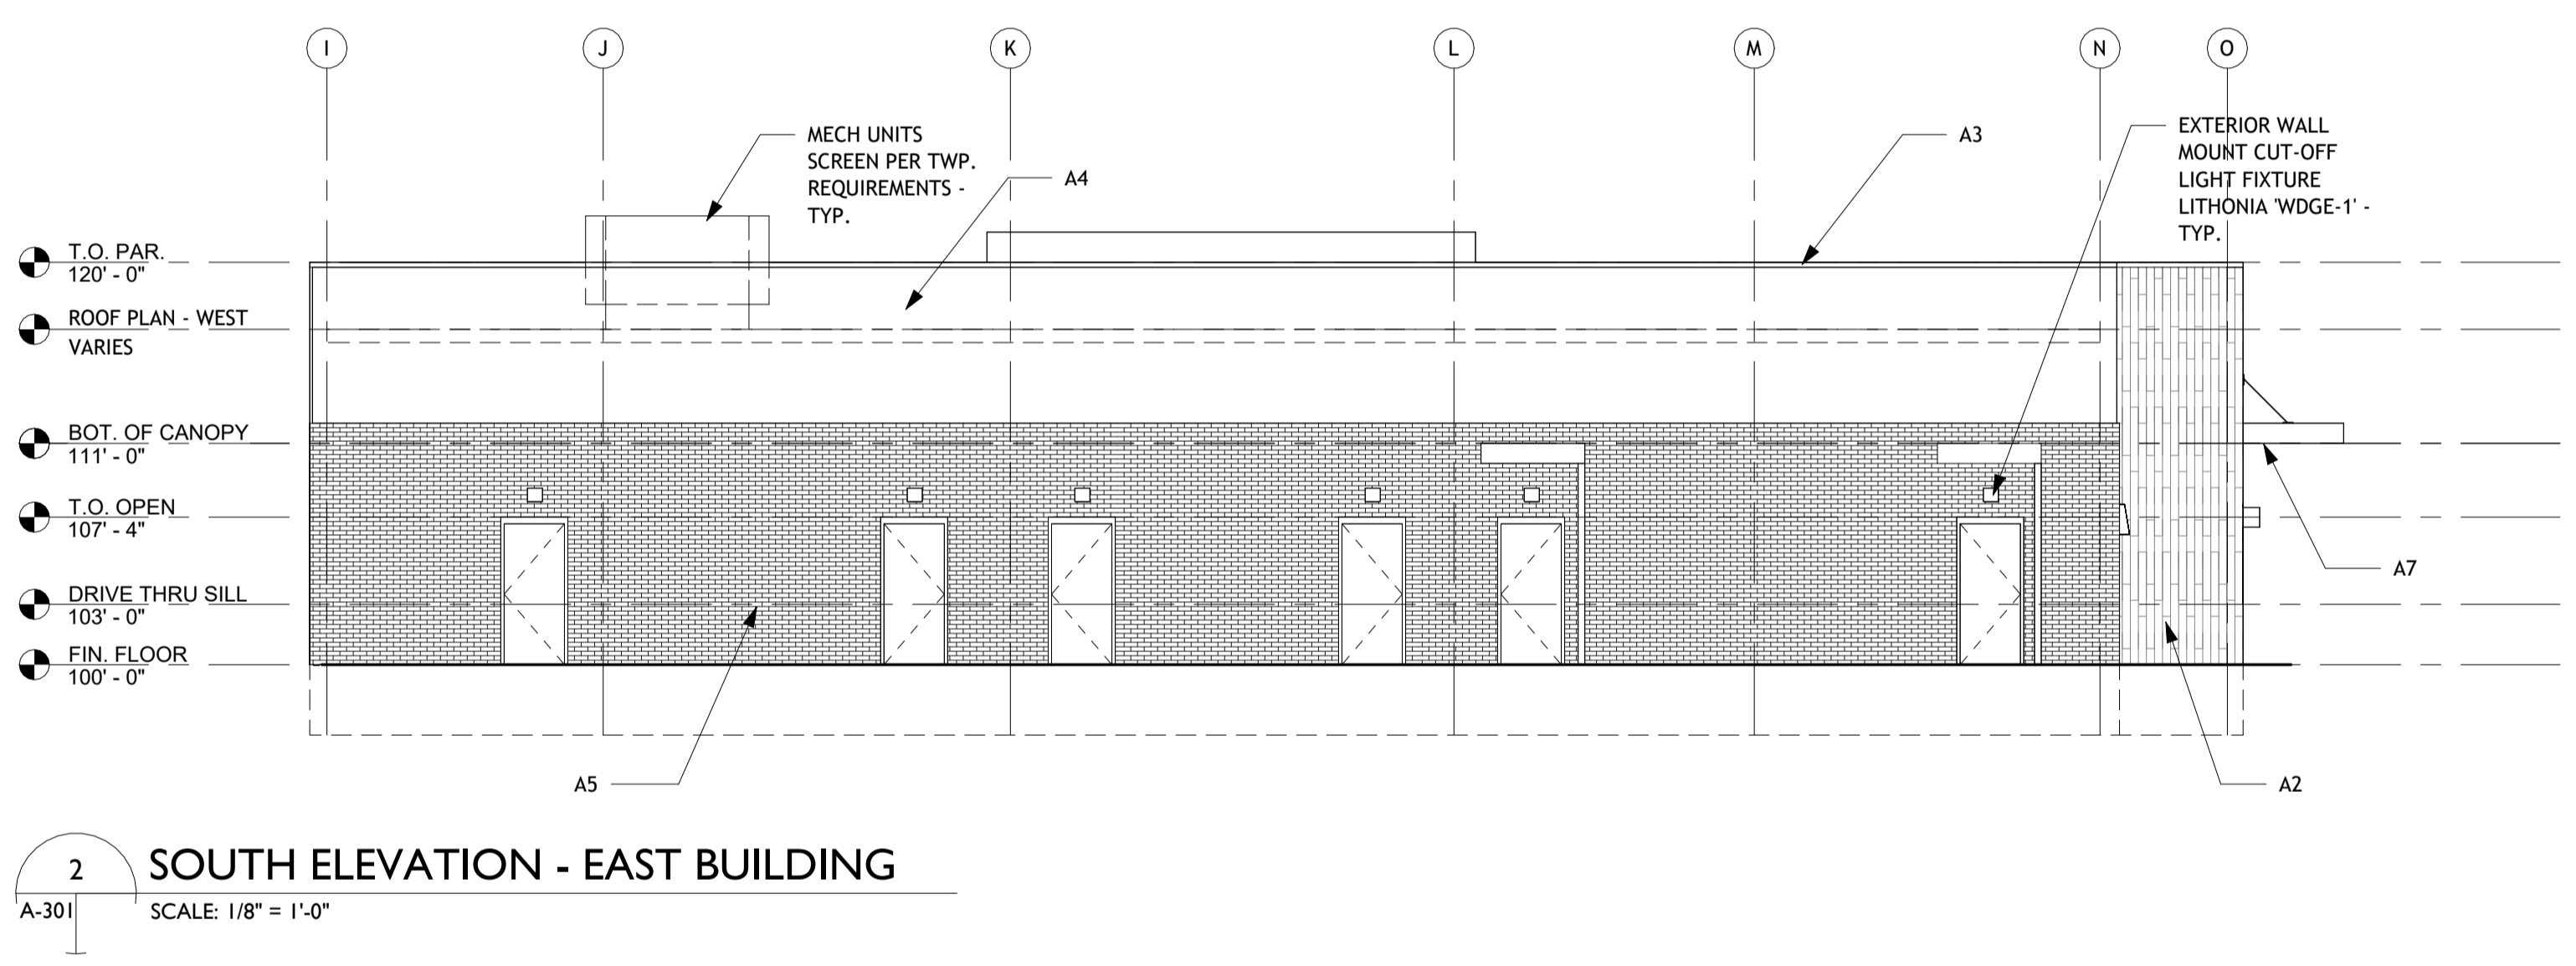 I
J
K
L
M
N
O
MECH UNITS
SCREEN PER TWP.
REQUIREMENTS -
TYP.
A4
A3
EXTERIOR WALL
MOUNT CUT-OFF
LIGHT FIXTURE
LITHONIA 'WDGE-1' -
TYP.
T.O. PAR.
120' - 0"
ROOF PLAN - WEST
VARIES
BOT. OF CANOPY
111' - 0"
T.O. OPEN
107' - 4"
DRIVE THRU SILL
103' - 0"
FIN. FLOOR
100' - 0"
A7
A5
A2
2
A-301
SOUTH ELEVATION - EAST BUILDING
SCALE: 1/8" = 1'-0"